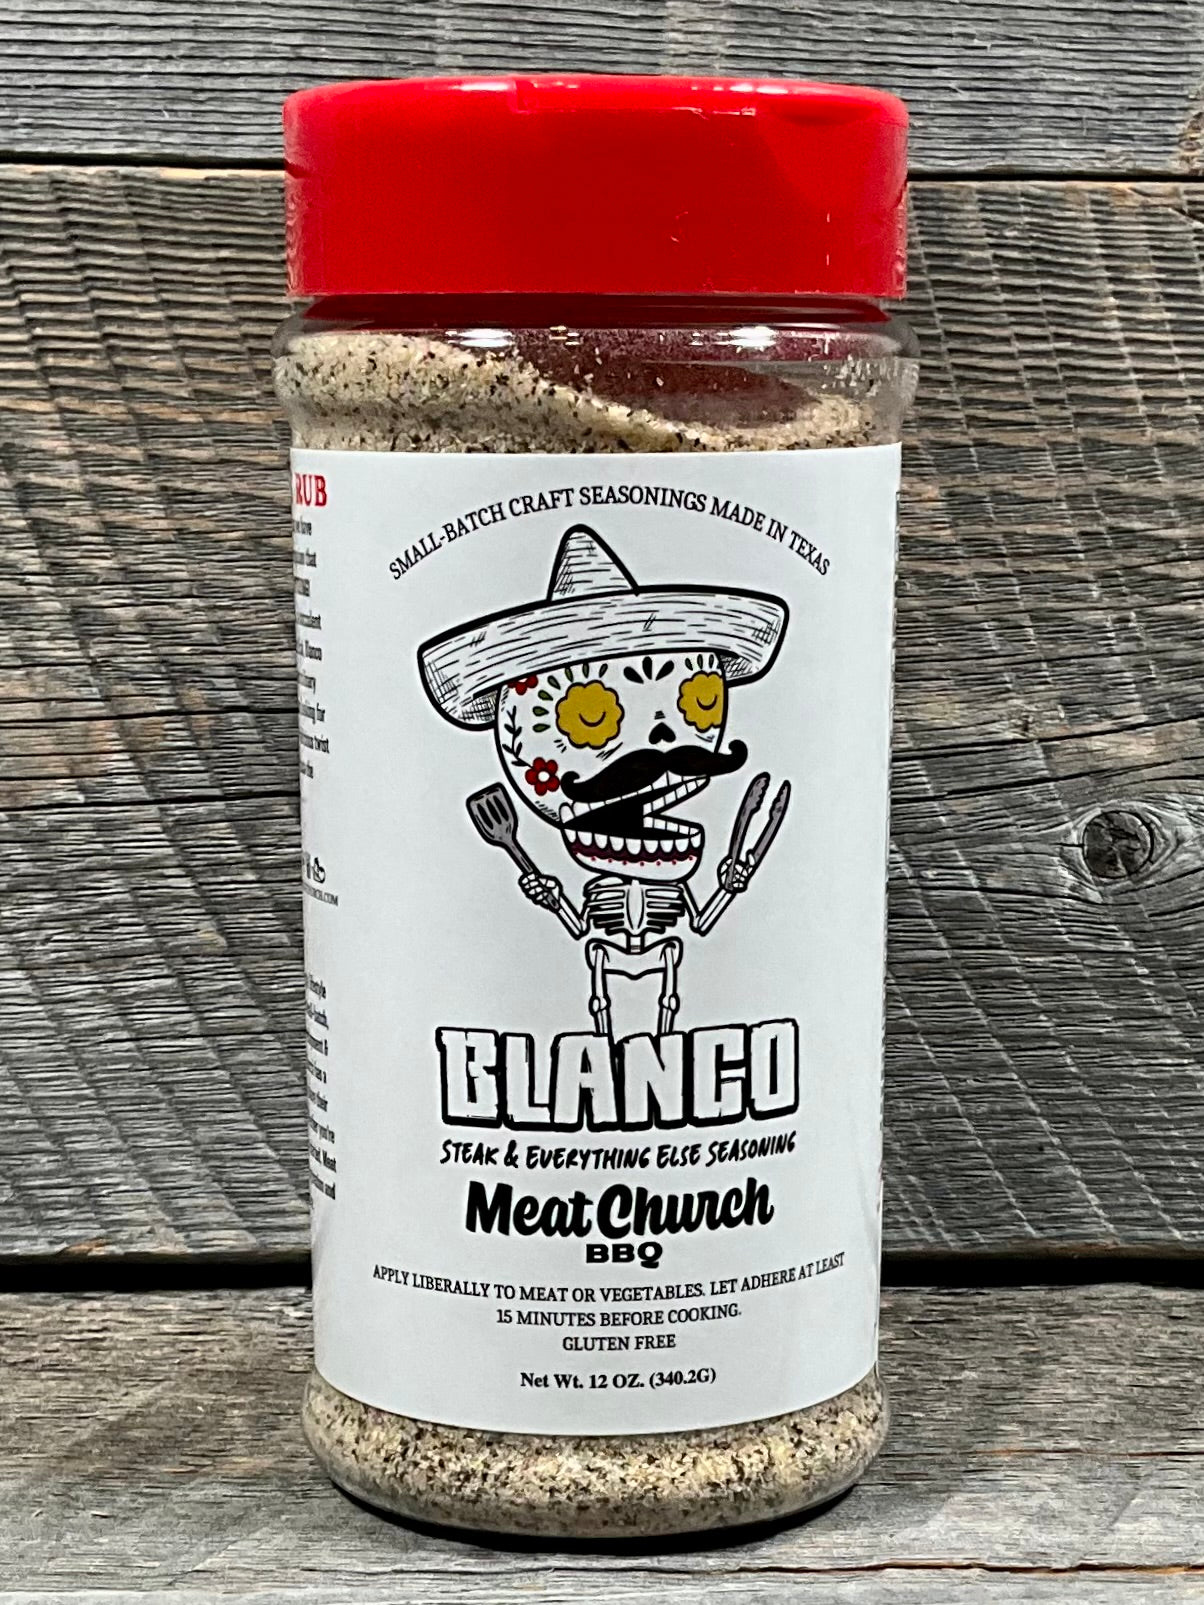 SMALL-BATCH CRAFT SEASONINGS MADE IN TEXAS
BLANCO
STEAK & EVERYTHING ELSE SEASONING
Meat Church
BBQ
APPLY LIBERALLY TO MEAT OR VEGETABLES. LET ADHERE AT LEAST
15 MINUTES BEFORE COOKING.
GLUTEN FREE
Net Wt. 12 OZ. (340.2G)
RUB